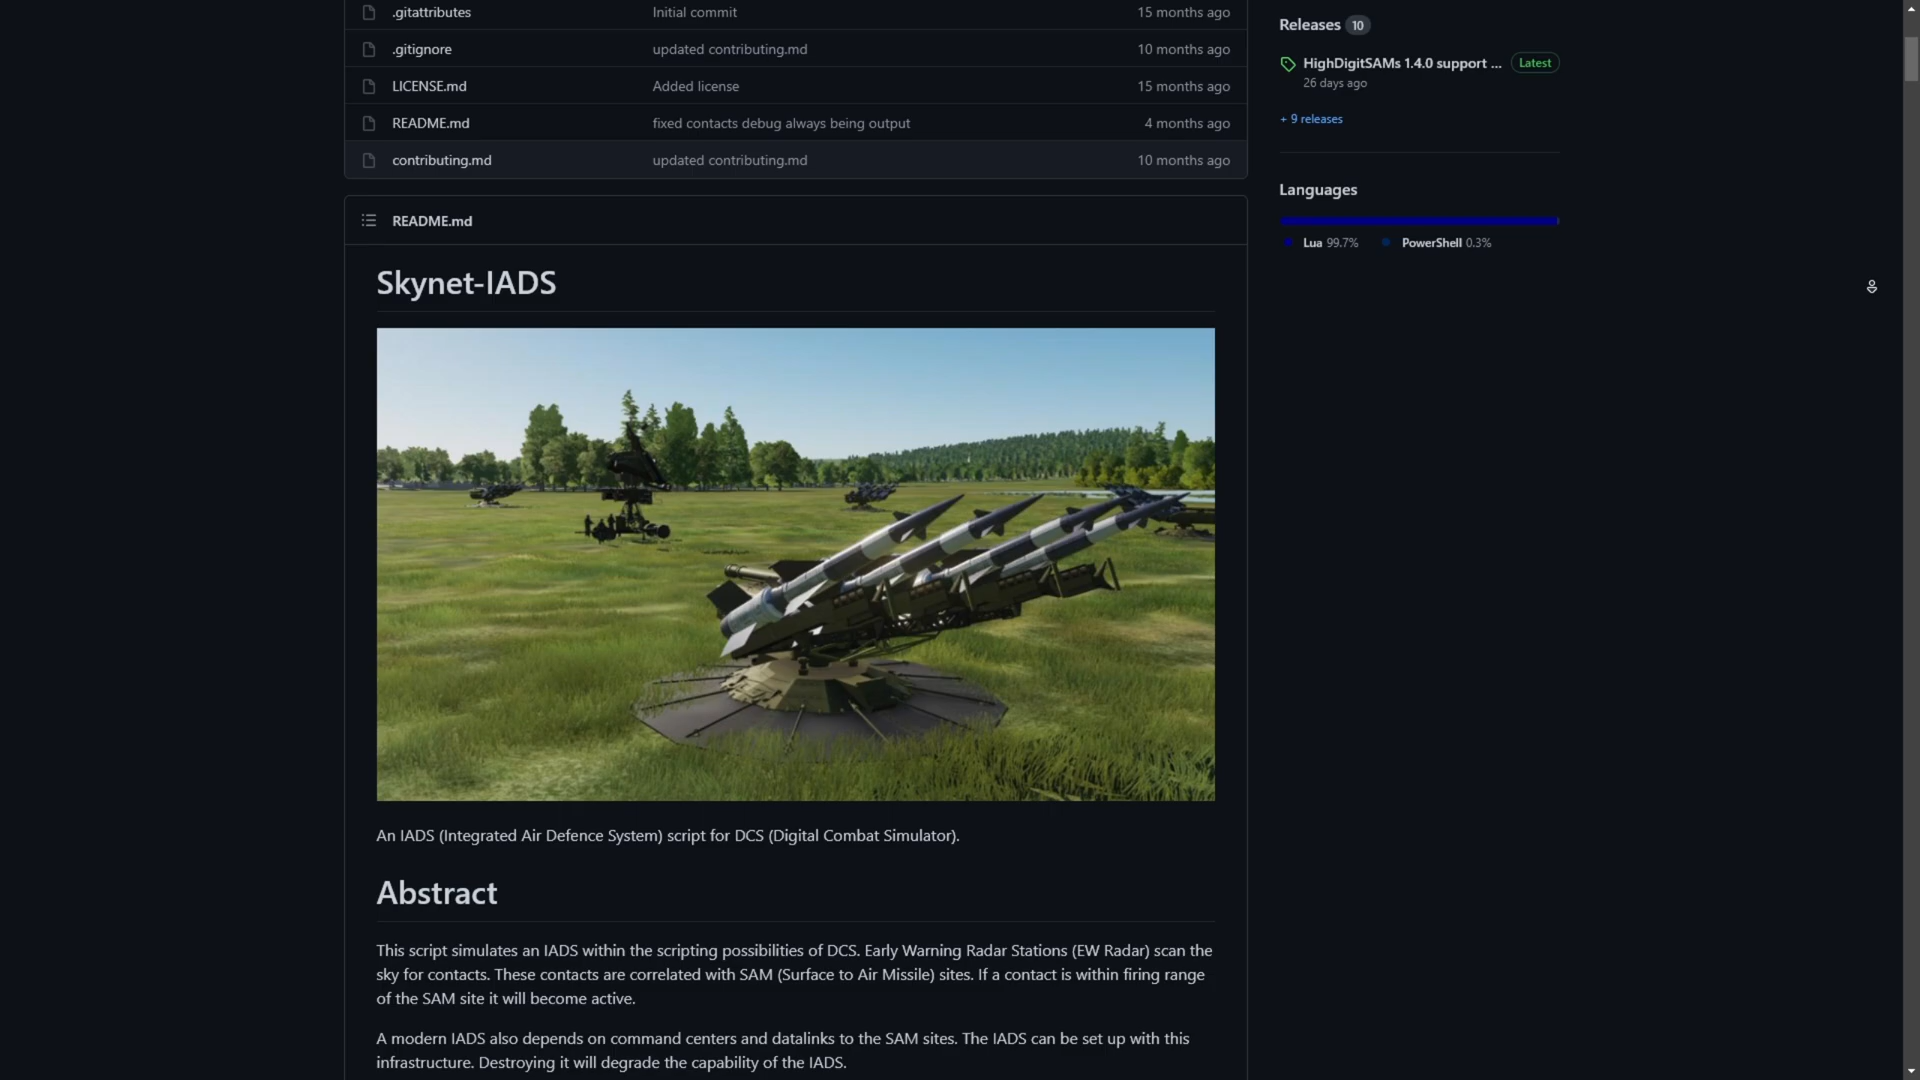 .gitattributes Initial commit 15 months ago
.gitignore updated contributing.md 10 months ago
LICENSE.md Added license 15 months ago
README.md fixed contacts debug always being output 4 months ago
contributing.md updated contributing.md 10 months ago
README.md
Skynet-IADS
An IADS (Integrated Air Defence System) script for DCS (Digital Combat Simulator).
Abstract
This script simulates an IADS within the scripting possibilities of DCS. Early Warning Radar Stations (EW Radar) scan the
sky for contacts. These contacts are correlated with SAM (Surface to Air Missile) sites. If a contact is within firing range
of the SAM site it will become active.
A modern IADS also depends on command centers and datalinks to the SAM sites. The IADS can be set up with this
infrastructure. Destroying it will degrade the capability of the IADS.
Releases 10
HighDigitSAMs 1.4.0 support ... Latest
26 days ago
+ 9 releases
Languages
Lua 99.7% PowerShell 0.3%